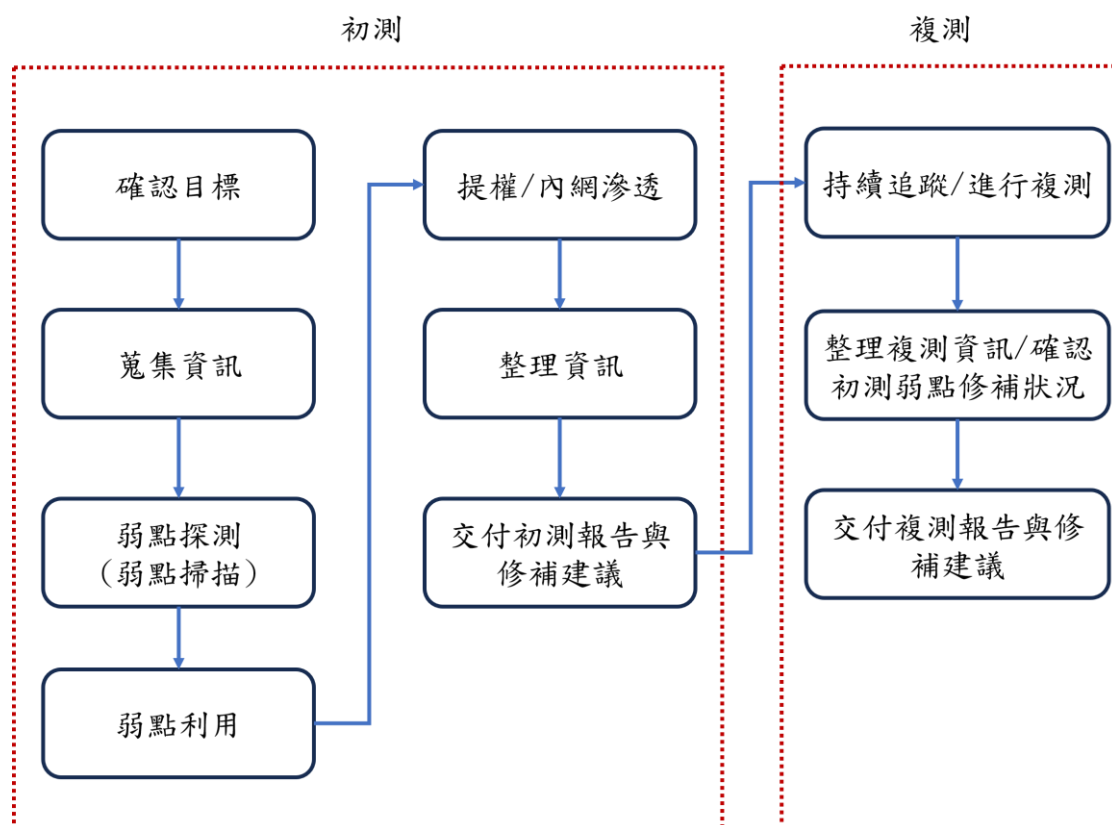 初測
複測
確認目標
蒐集資訊
弱點探測
(弱點掃描)
弱點利用
提權/內網滲透
整理資訊
交付初測報告與
修補建議
持續追蹤/進行複測
整理複測資訊/確認
初測弱點修補狀況
交付複測報告與修
補建議